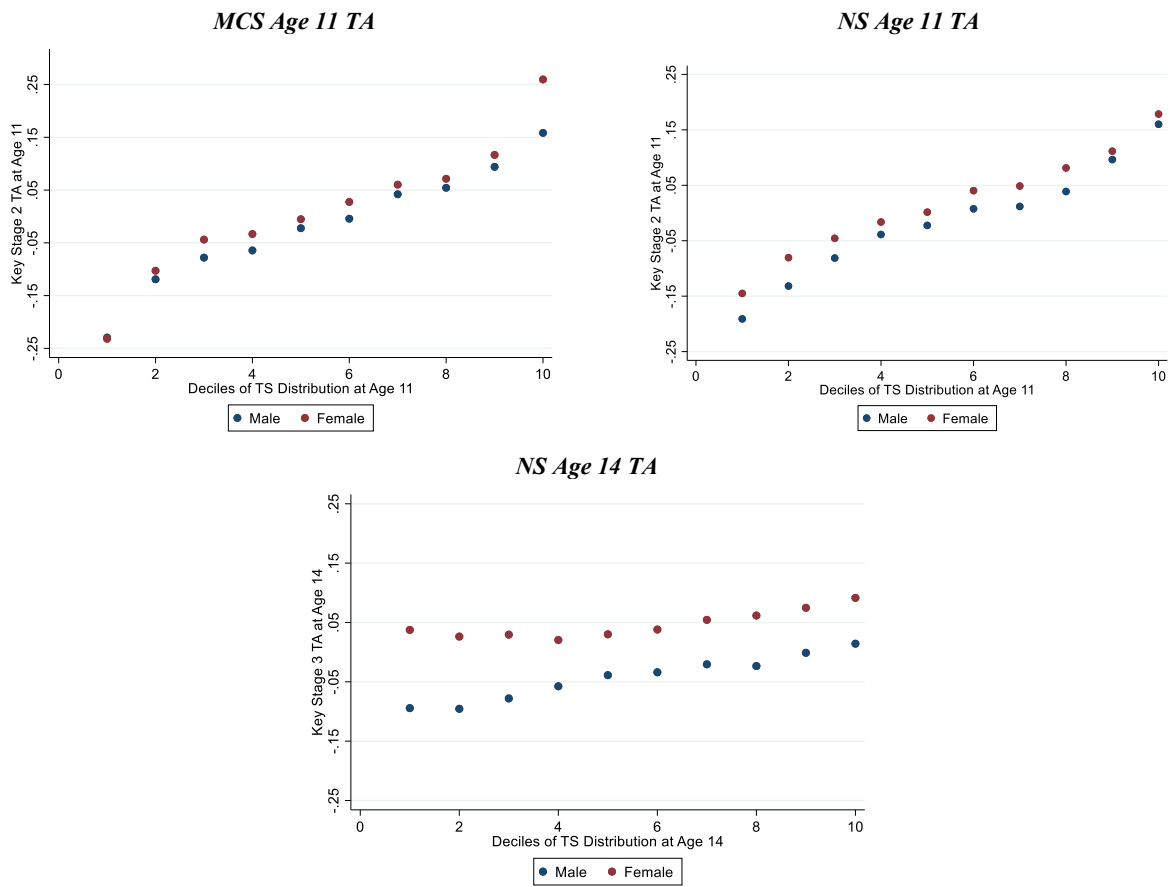 MCS Age 11 TA
Key Stage 2 TA at Age 11
.25
.15
.05
-.05
-.15
-.25
0 2 4 6 8 10
Deciles of TS Distribution at Age 11
Male Female
NS Age 11 TA
Key Stage 2 TA at Age 11
.25
.15
.05
-.05
-.15
-.25
0 2 4 6 8 10
Deciles of TS Distribution at Age 11
Male Female
NS Age 14 TA
Key Stage 3 TA at Age 14
.25
.15
.05
-.05
-.15
-.25
0 2 4 6 8 10
Deciles of TS Distribution at Age 14
Male Female